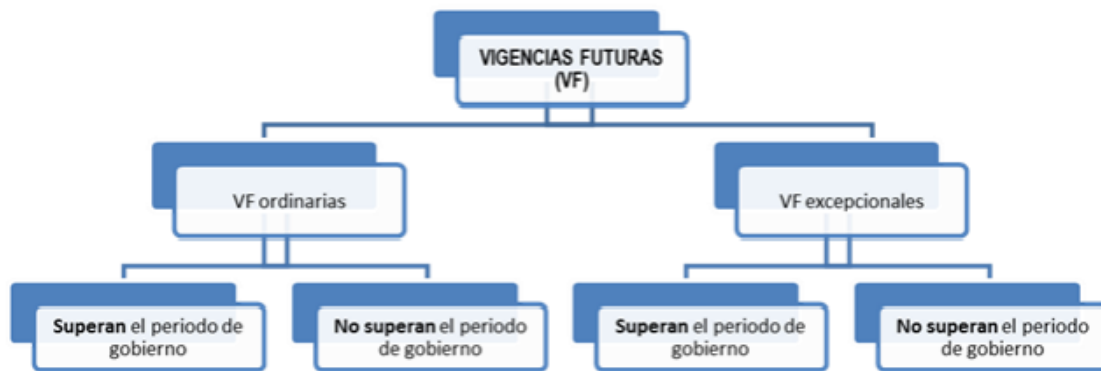 VIGENCIAS FUTURAS
(VF)
VF ordinarias
VF excepcionales
Superan el periodo de
gobierno
No superan el periodo
de gobierno
Superan el periodo de
gobierno
No superan el periodo
de gobierno